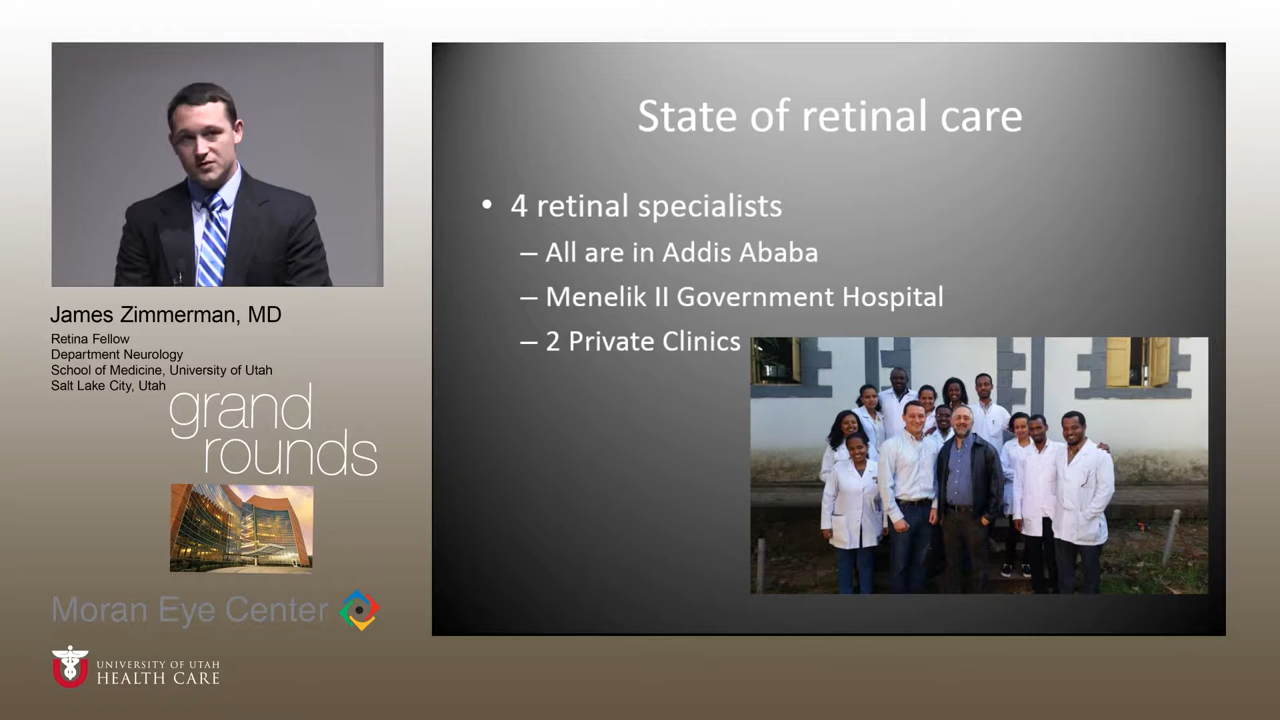 James Zimmerman, MD
Retina Fellow
Department Neurology
School of Medicine, University of Utah
Salt Lake City, Utah
grand
rounds
Moran Eye Center
UNIVERSITY OF UTAH
HEALTH CARE
State of retinal care
• 4 retinal specialists
– All are in Addis Ababa
– Menelik II Government Hospital
– 2 Private Clinics